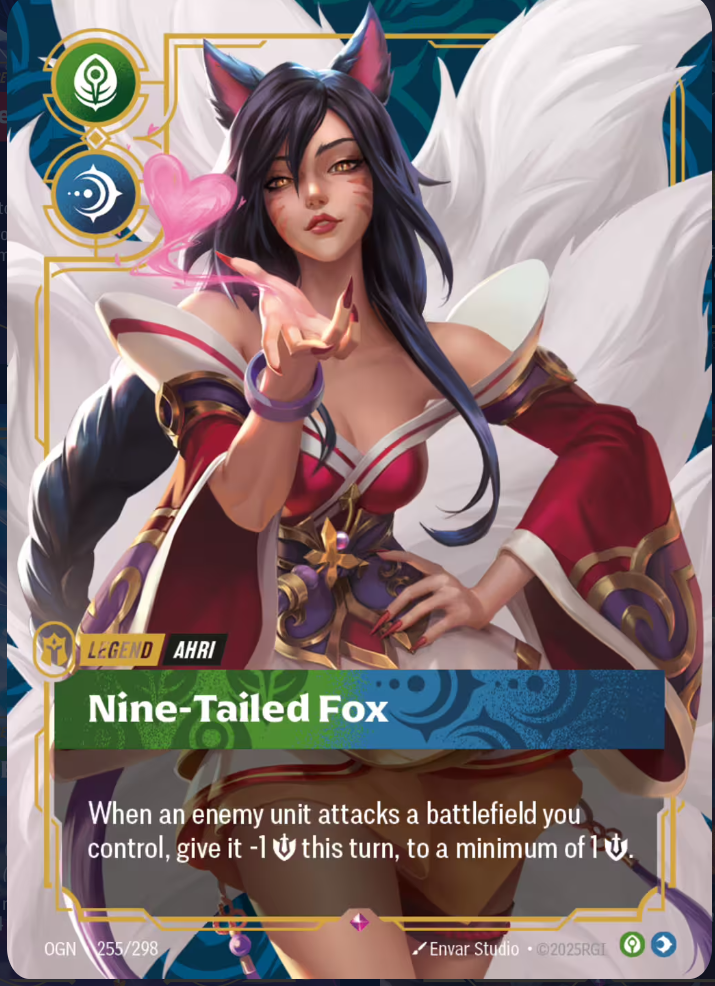 LEGEND AHRI
Nine-Tailed Fox
When an enemy unit attacks a battlefield you
control, give it -1 this turn, to a minimum of 1.
OGN • 255/298 Envar Studio • ©2025RGI